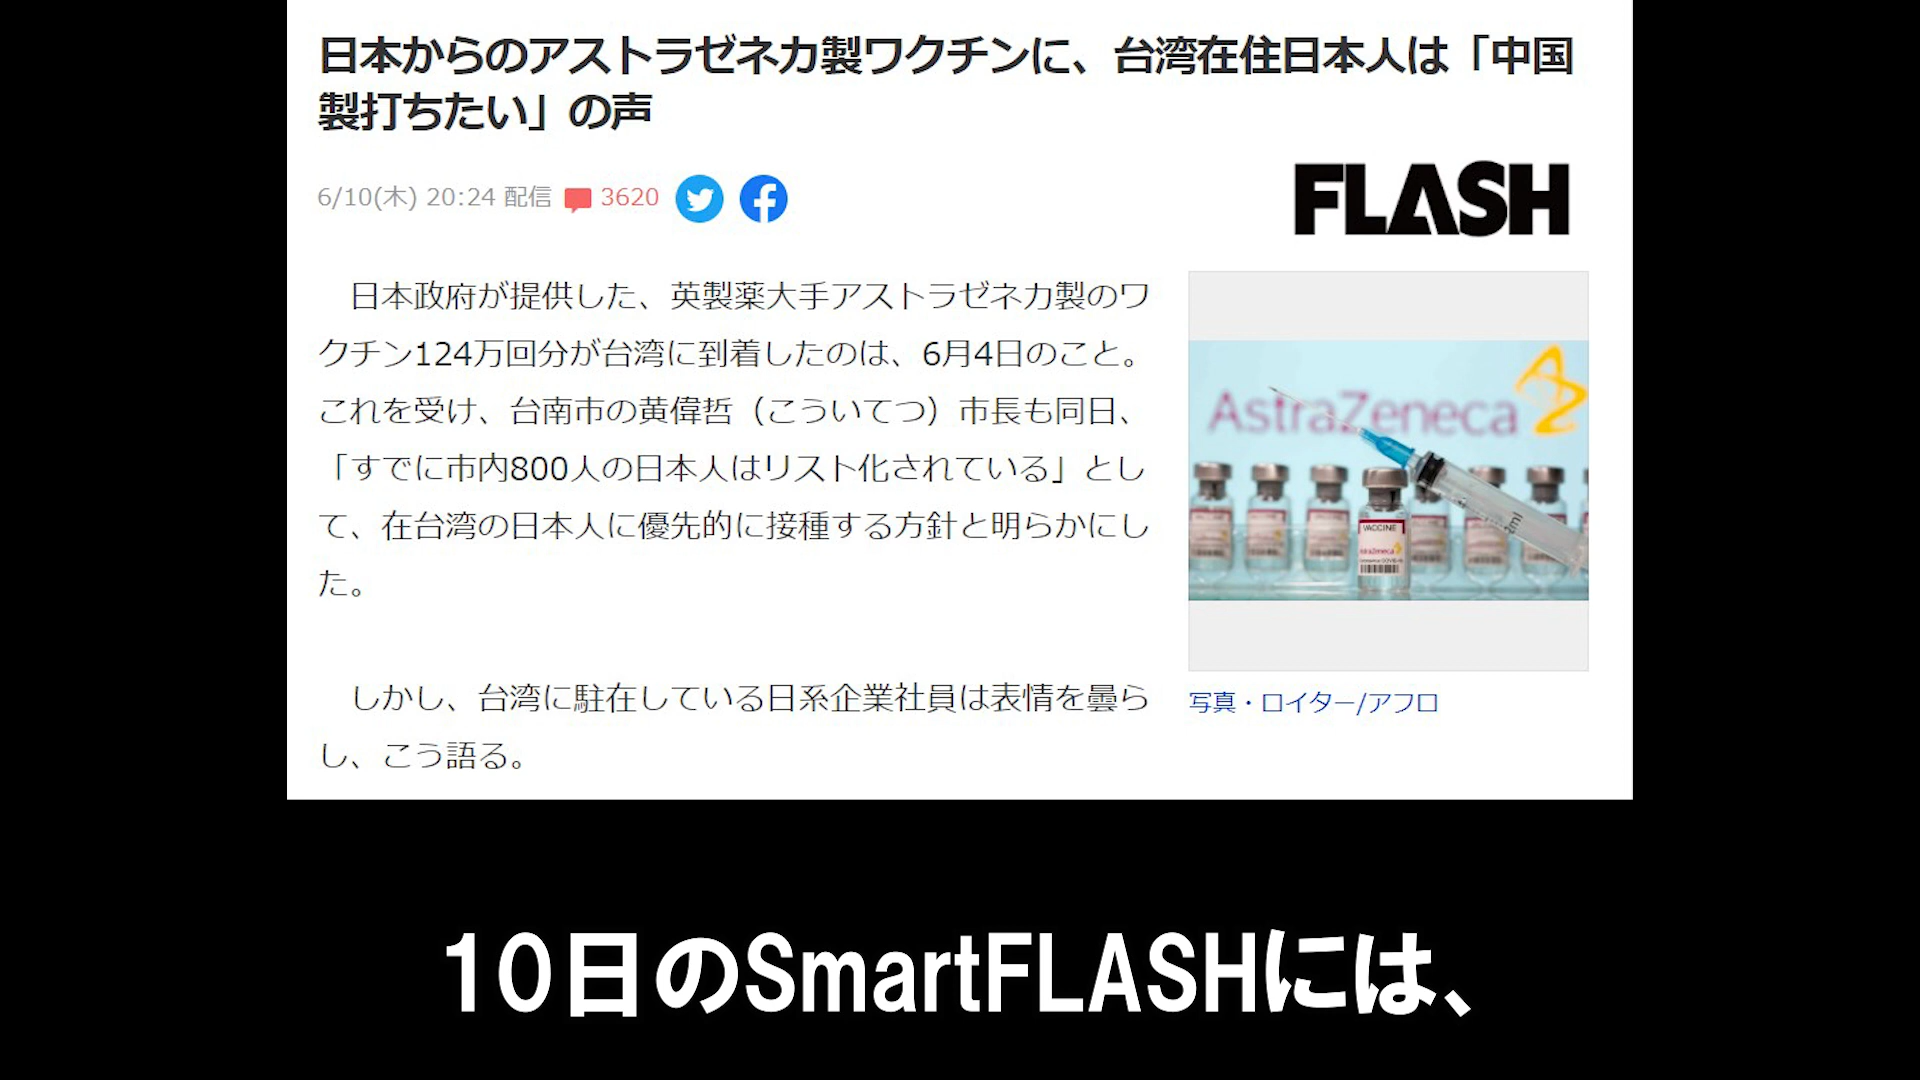 日本からのアストラゼネカ製ワクチンに、台湾在住日本人は「中国
製打ちたい」の声
6/10(木) 20:24 配信 3620
FLASH
日本政府が提供した、英製薬大手アストラゼネカ製のワ
クチン124万回分が台湾に到着したのは、6月4日のこと。
これを受け、台南市の黄偉哲（こういてつ）市長も同日、
「すでに市内800人の日本人はリスト化されている」とし
て、在台湾の日本人に優先的に接種する方針と明らかにし
た。
しかし、台湾に駐在している日系企業社員は表情を曇ら
し、こう語る。
AstraZeneca
VACCINE
AstraZeneca
写真・ロイター/アフロ
10日のSmartFLASHには、